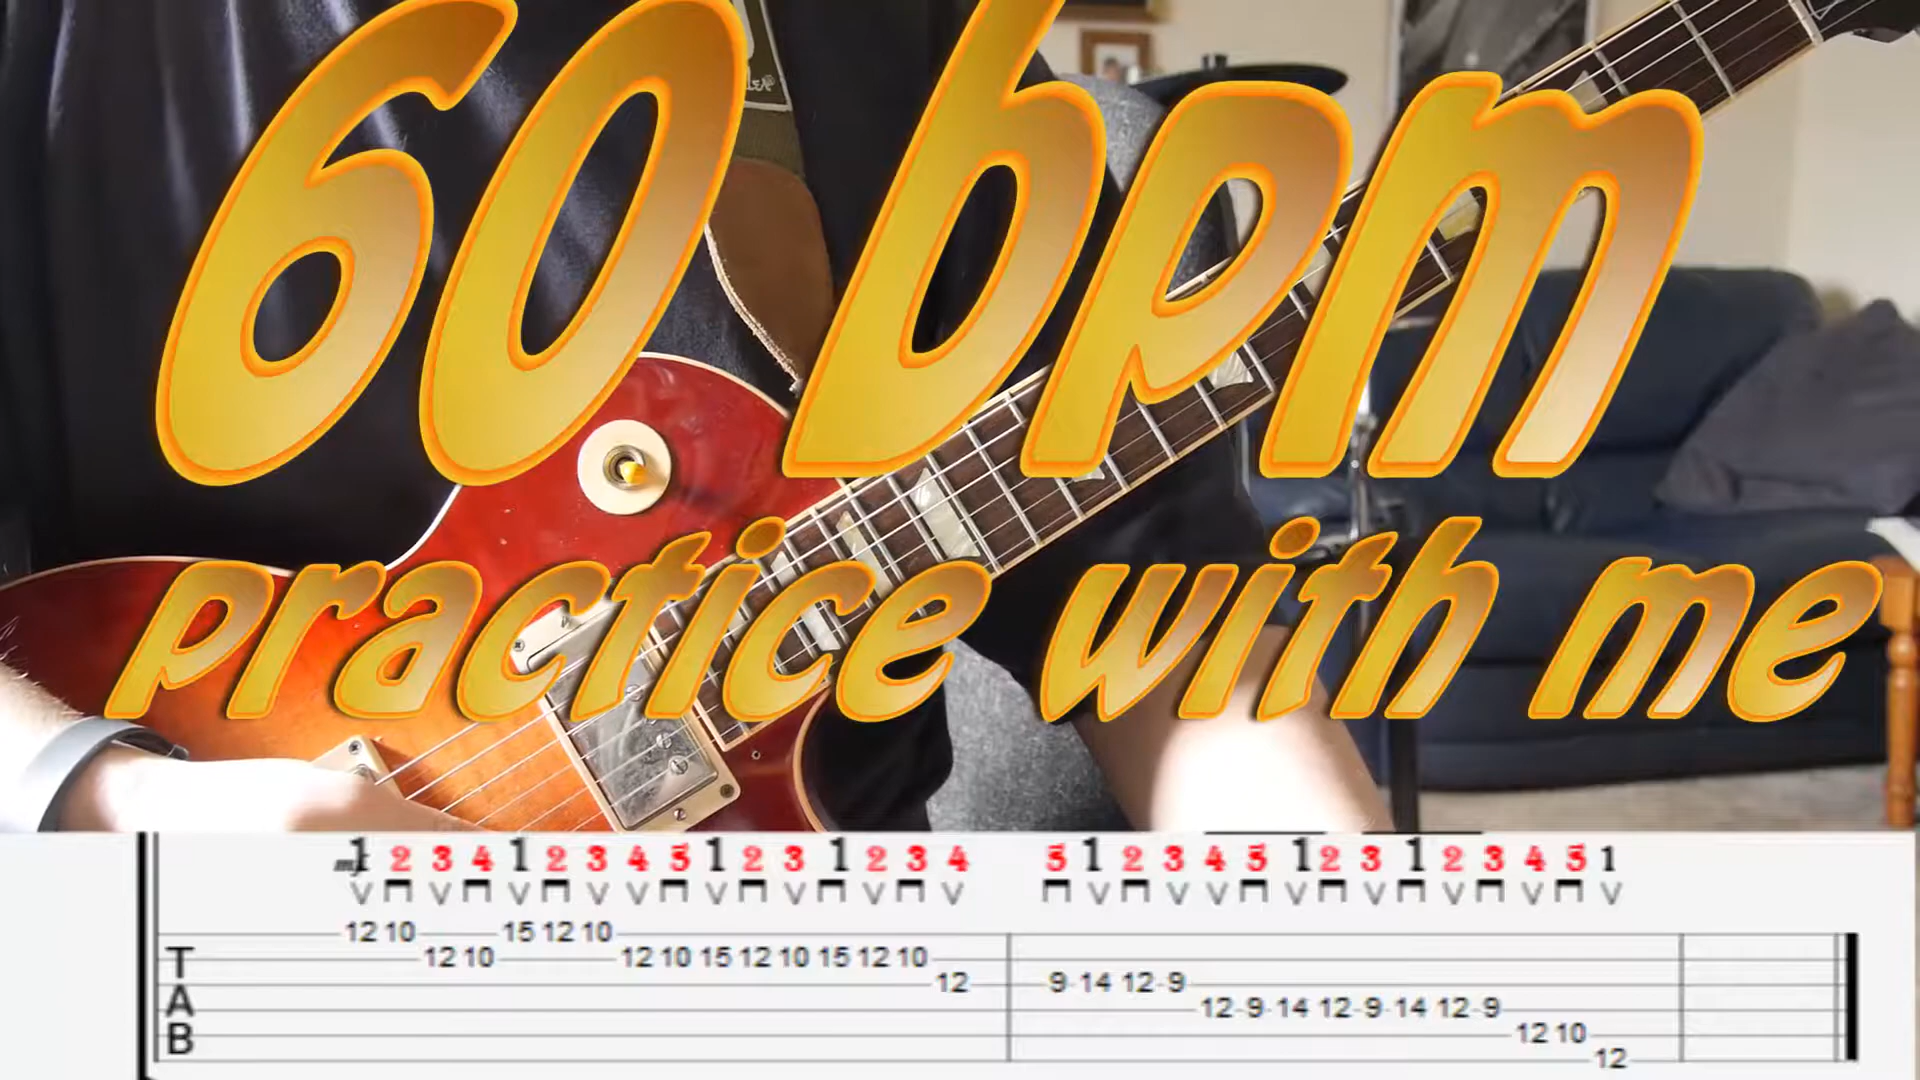 60 bpm
practice with me
1 2 3 4 1 2 3 4 5 1 2 3 1 2 3 4 5 1 2 3 4 5 1 2 3 1 2 3 4 5 1
12 10 15 12 10
T 12 10 12 10 15 12 10 15 12 10
12 9 14 12 9
A 12 9 14 12 9 14 12 9
B 12 10
12